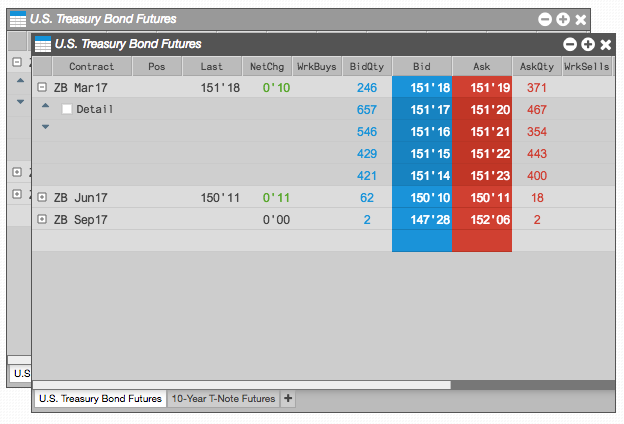 U.S. Treasury Bond Futures
U.S. Treasury Bond Futures
Contract Pos Last NetChg WrkBuys BidQty Bid Ask AskQty WrkSells
ZB Mar17 151'18 0'10 246 151'18 151'19 371
Detail 657 151'17 151'20 467
546 151'16 151'21 354
429 151'15 151'22 443
421 151'14 151'23 400
ZB Jun17 150'11 0'11 62 150'10 150'11 18
ZB Sep17 0'00 2 147'28 152'06 2
U.S.
U.S. Treasury Bond Futures 10-Year T-Note Futures